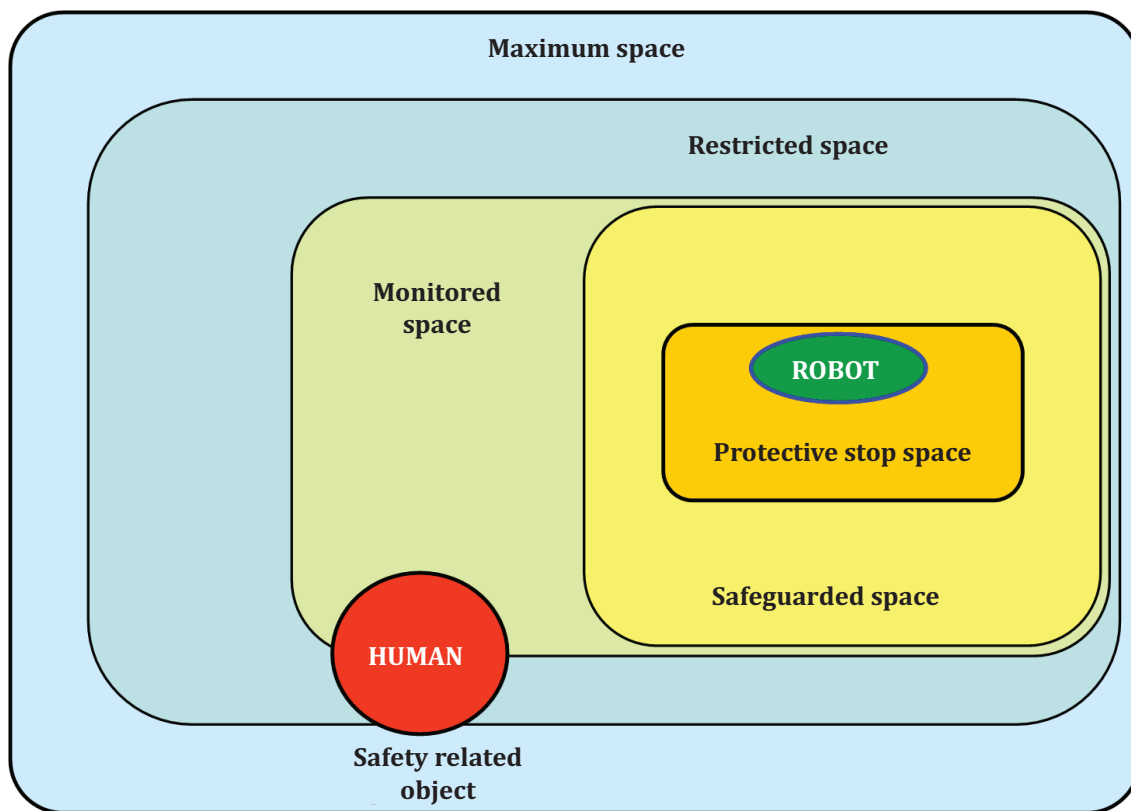 Maximum space
Restricted space
Monitored
space
ROBOT
Protective stop space
Safeguarded space
HUMAN
Safety related
object